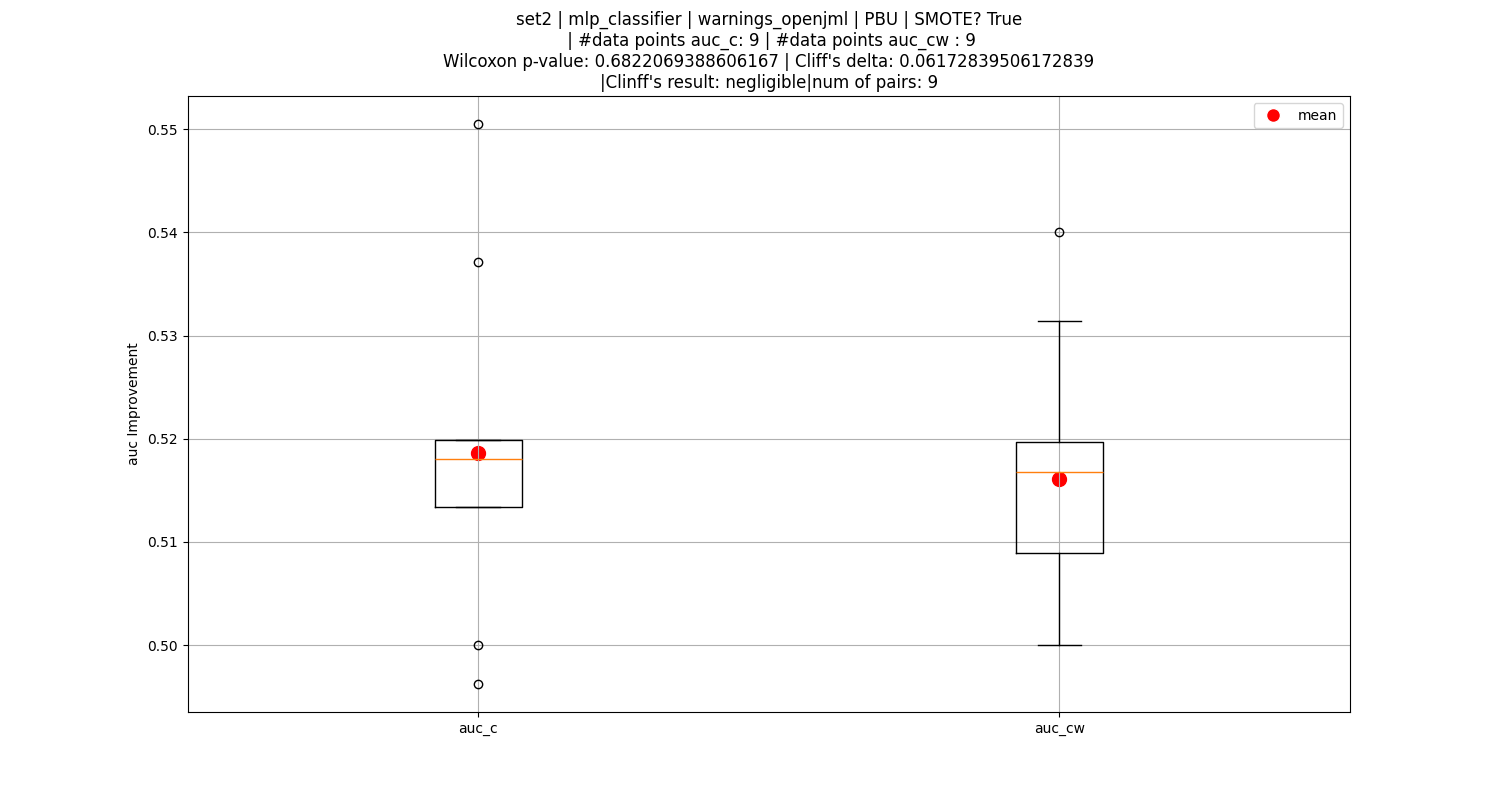 set2 | mlp_classifier | warnings_openjml | PBU | SMOTE? True
| #data points auc_c: 9 | #data points auc_cw : 9
Wilcoxon p-value: 0.6822069388606167 | Cliff's delta: 0.06172839506172839
|Clinff's result: negligible|num of pairs: 9
mean
0.55
0.54
0.53
0.52
0.51
0.50
auc Improvement
auc_c
auc_cw